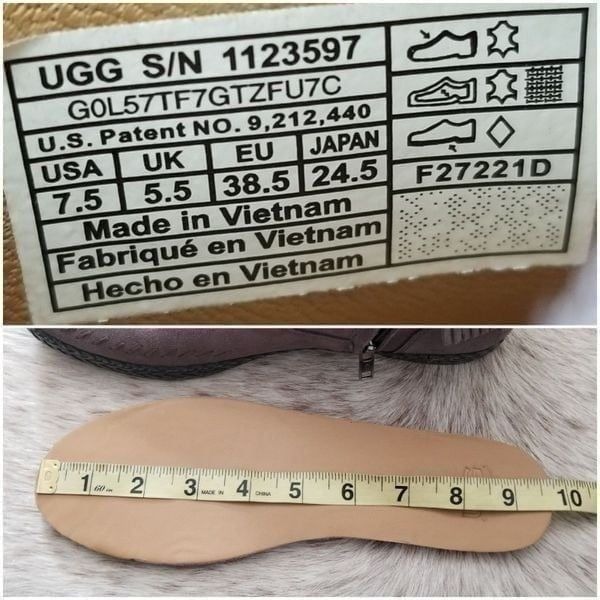 UGG S/N 1123597
G0L57TF7GTZFU7C
U.S. Patent NO. 9,212,440
USA UK EU JAPAN
7.5 5.5 38.5 24.5
F27221D
Made in Vietnam
Fabriqué en Vietnam
Hecho en Vietnam
1 60 in 2 3 MADE IN 4 CHINA 5 6 7 8 9 10